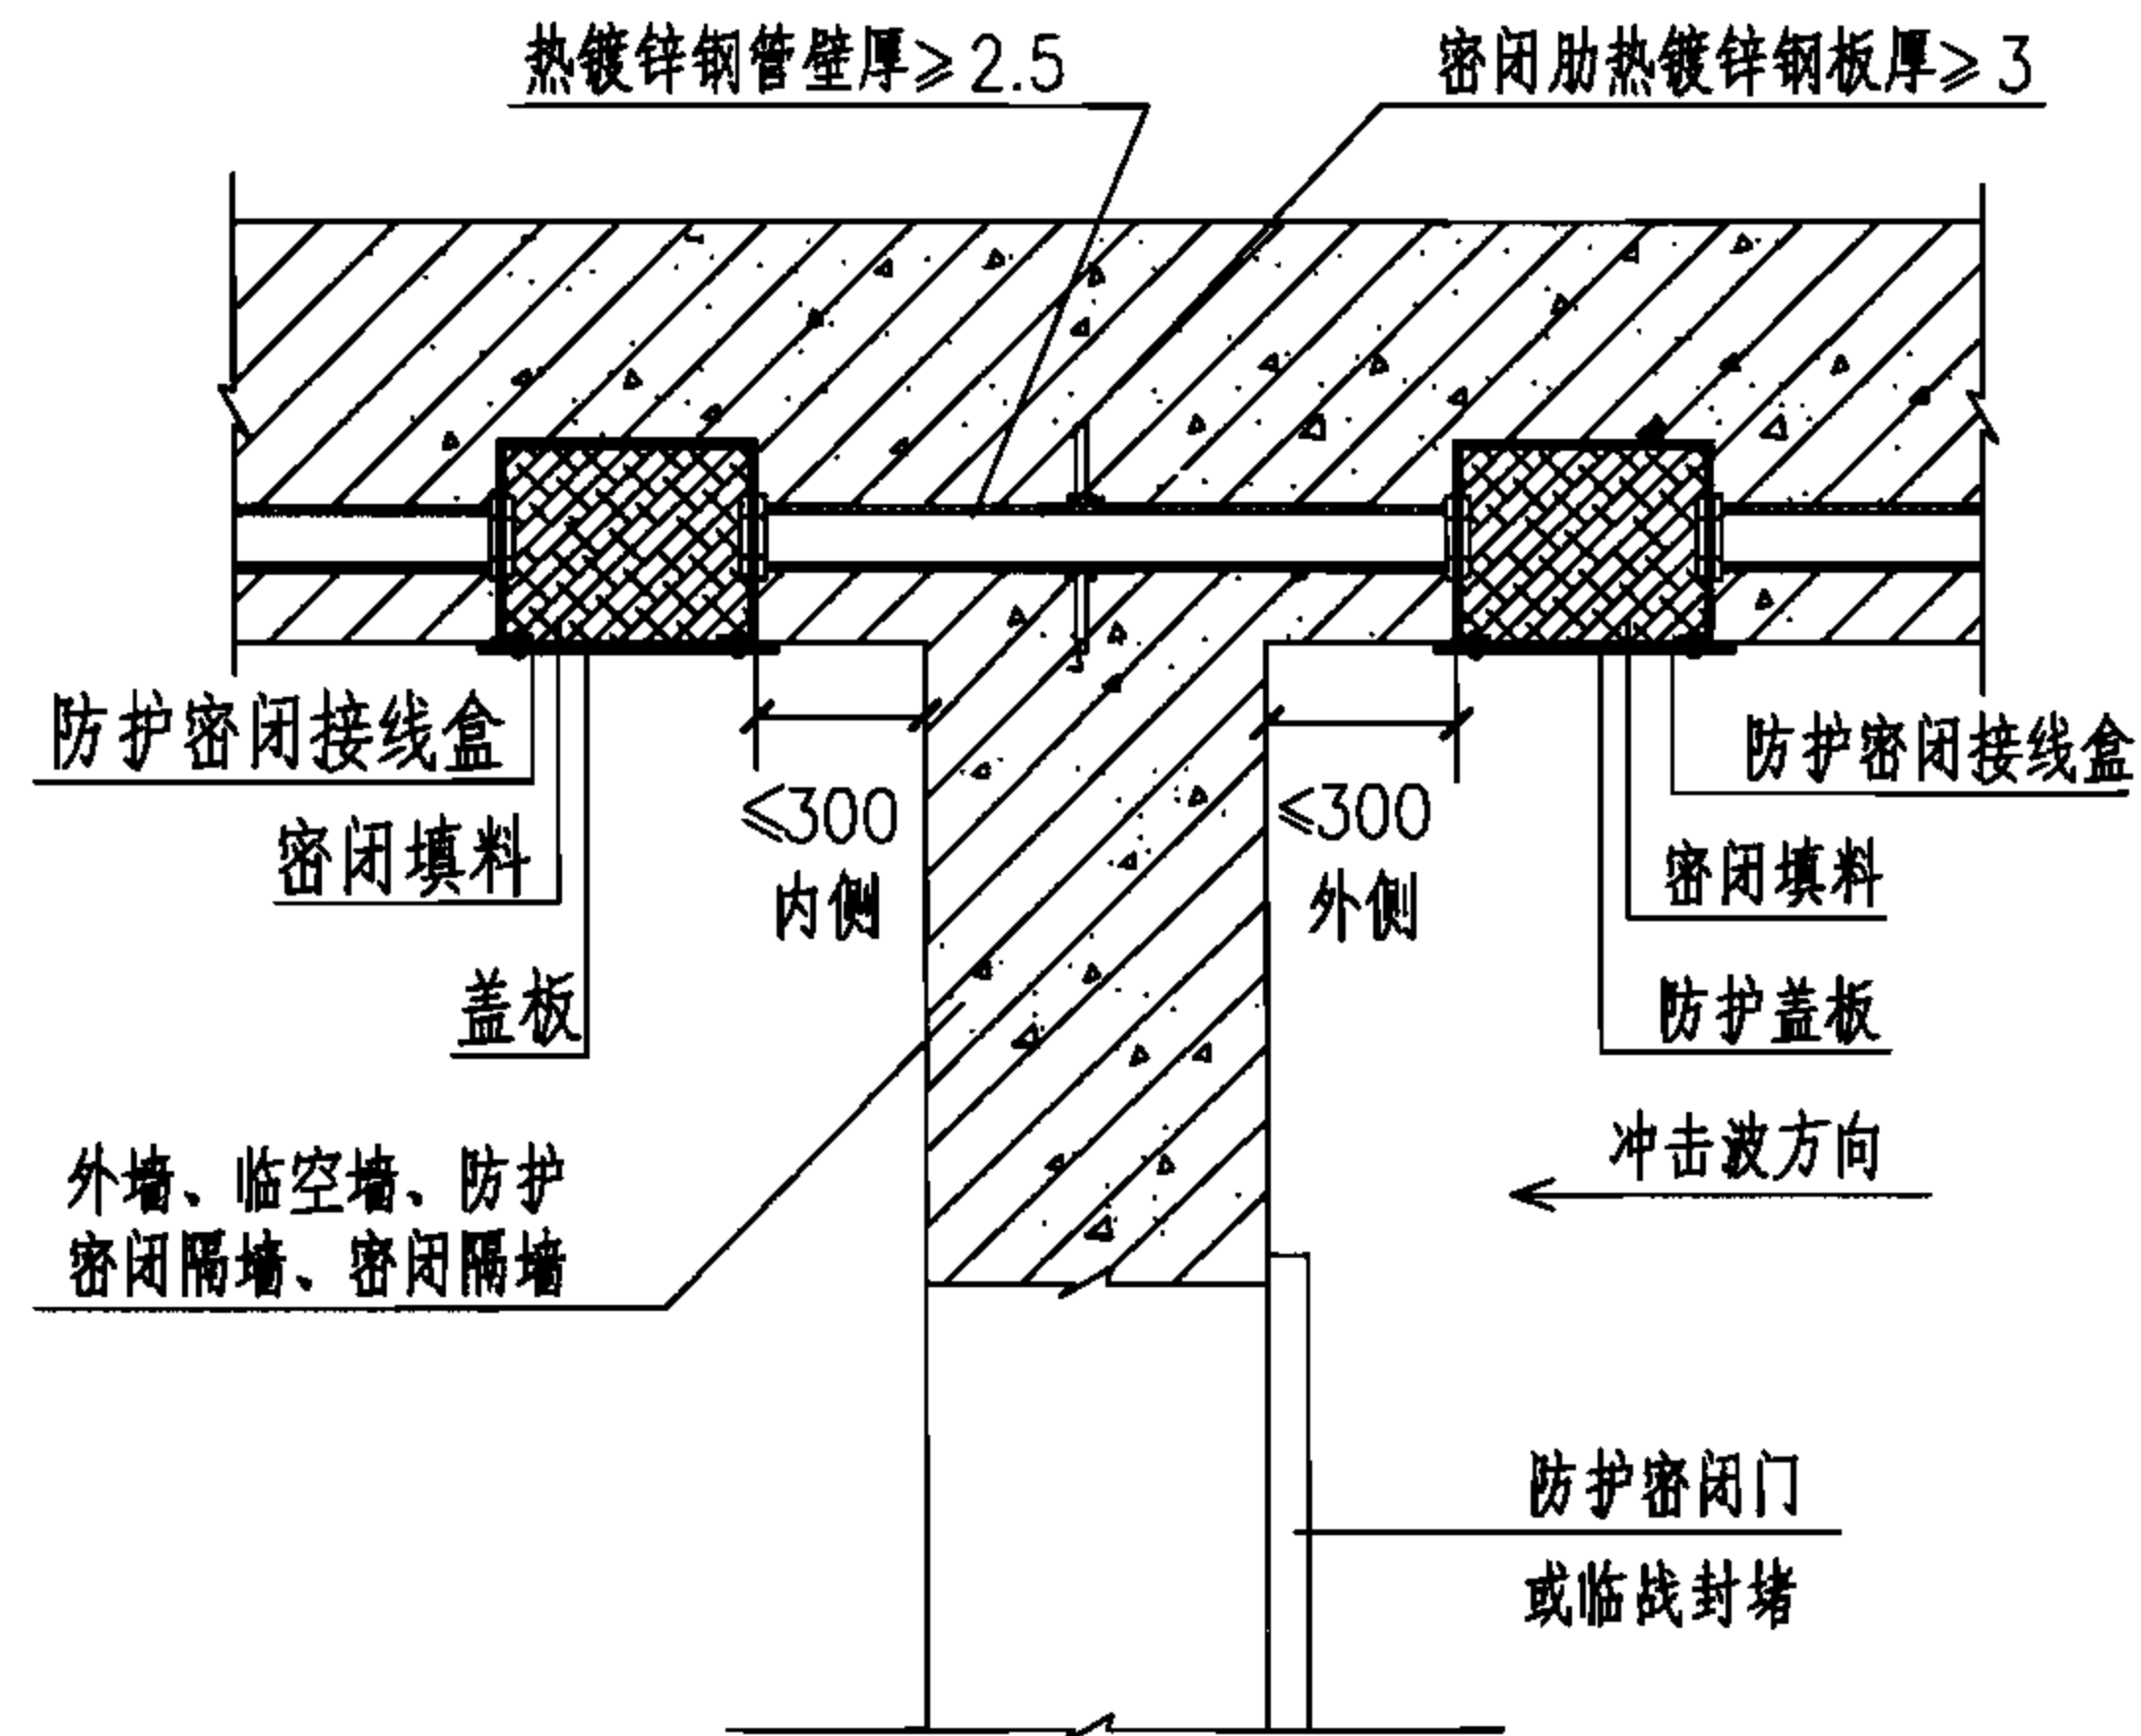 热镀锌钢管壁厚≥2.5
密闭肋热镀锌钢板厚≥3
防护密闭接线盒
密闭填料
盖板
≤300
内侧
≤300
外侧
防护密闭接线盒
密闭填料
防护盖板
冲击波方向
外墙、临空墙、防护
密闭隔墙、密闭隔墙
防护密闭门
或临战封堵